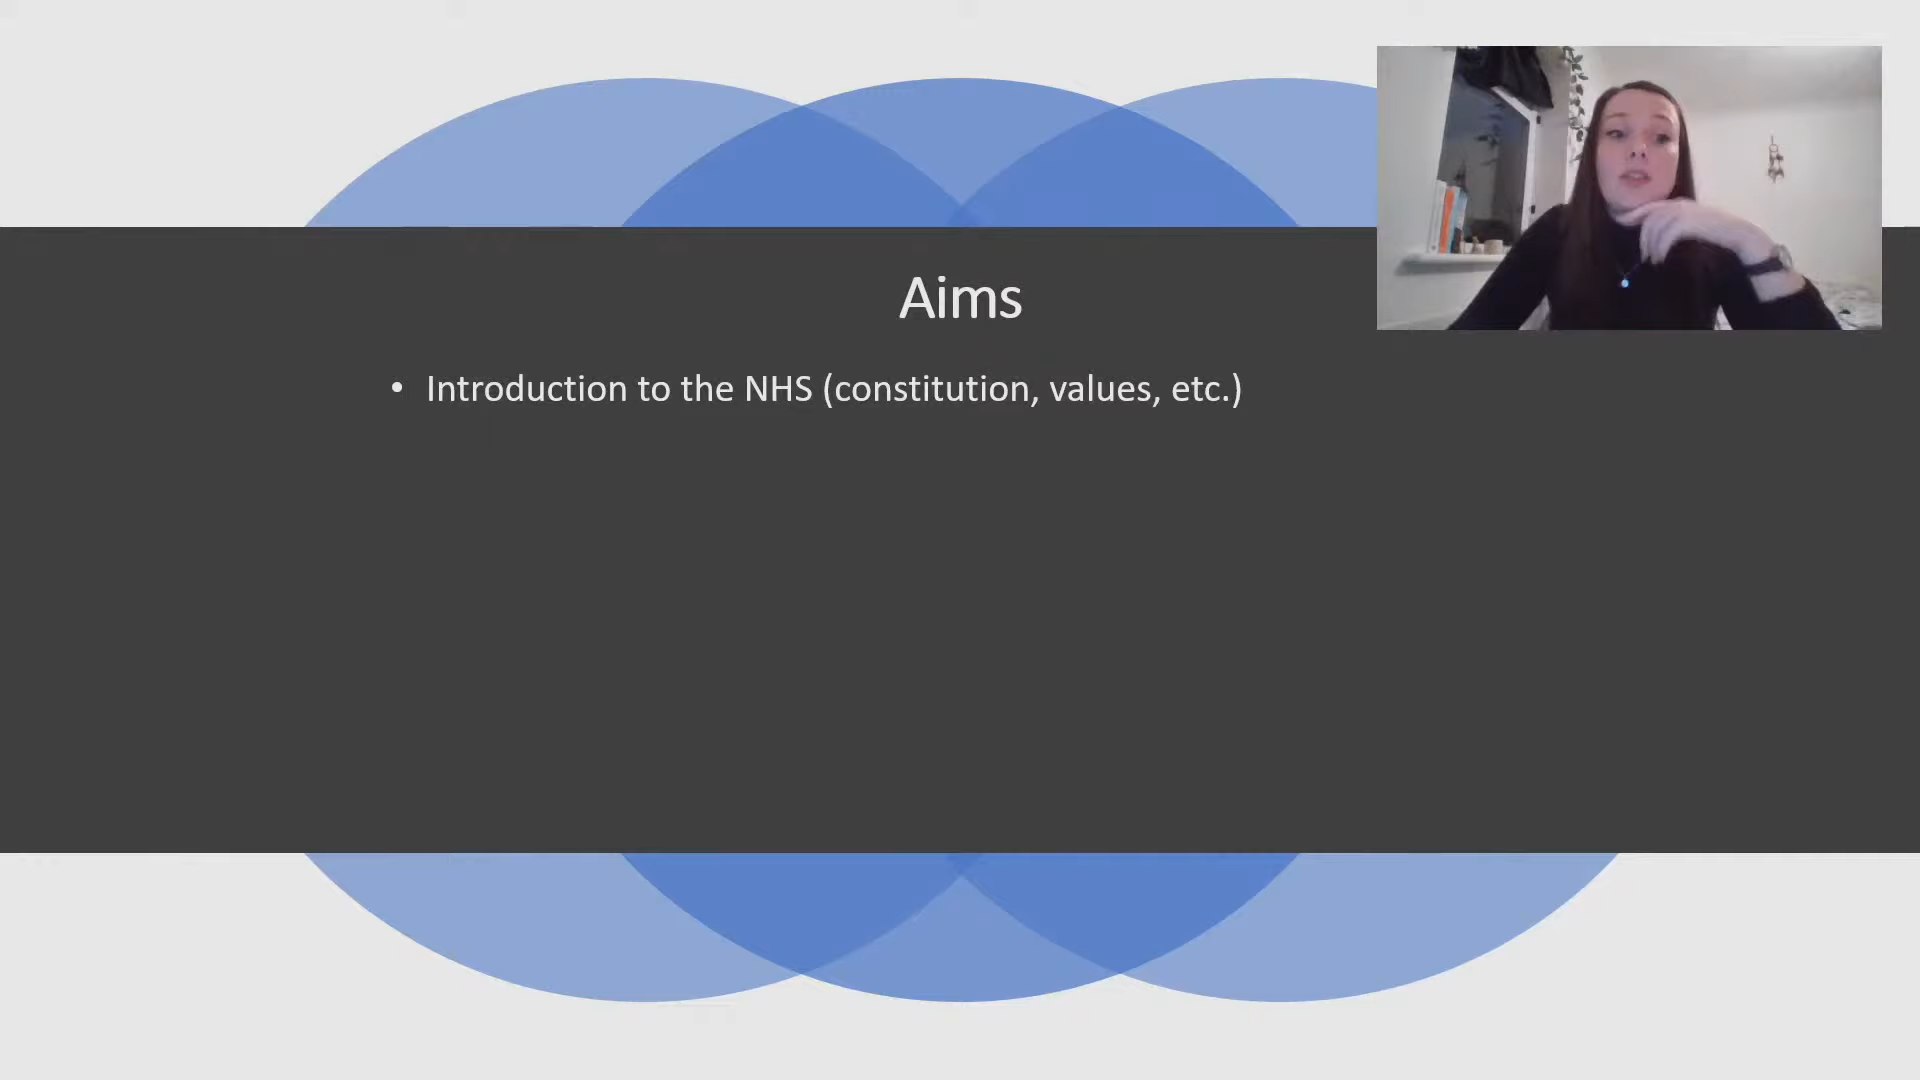 Aims
• Introduction to the NHS (constitution, values, etc.)